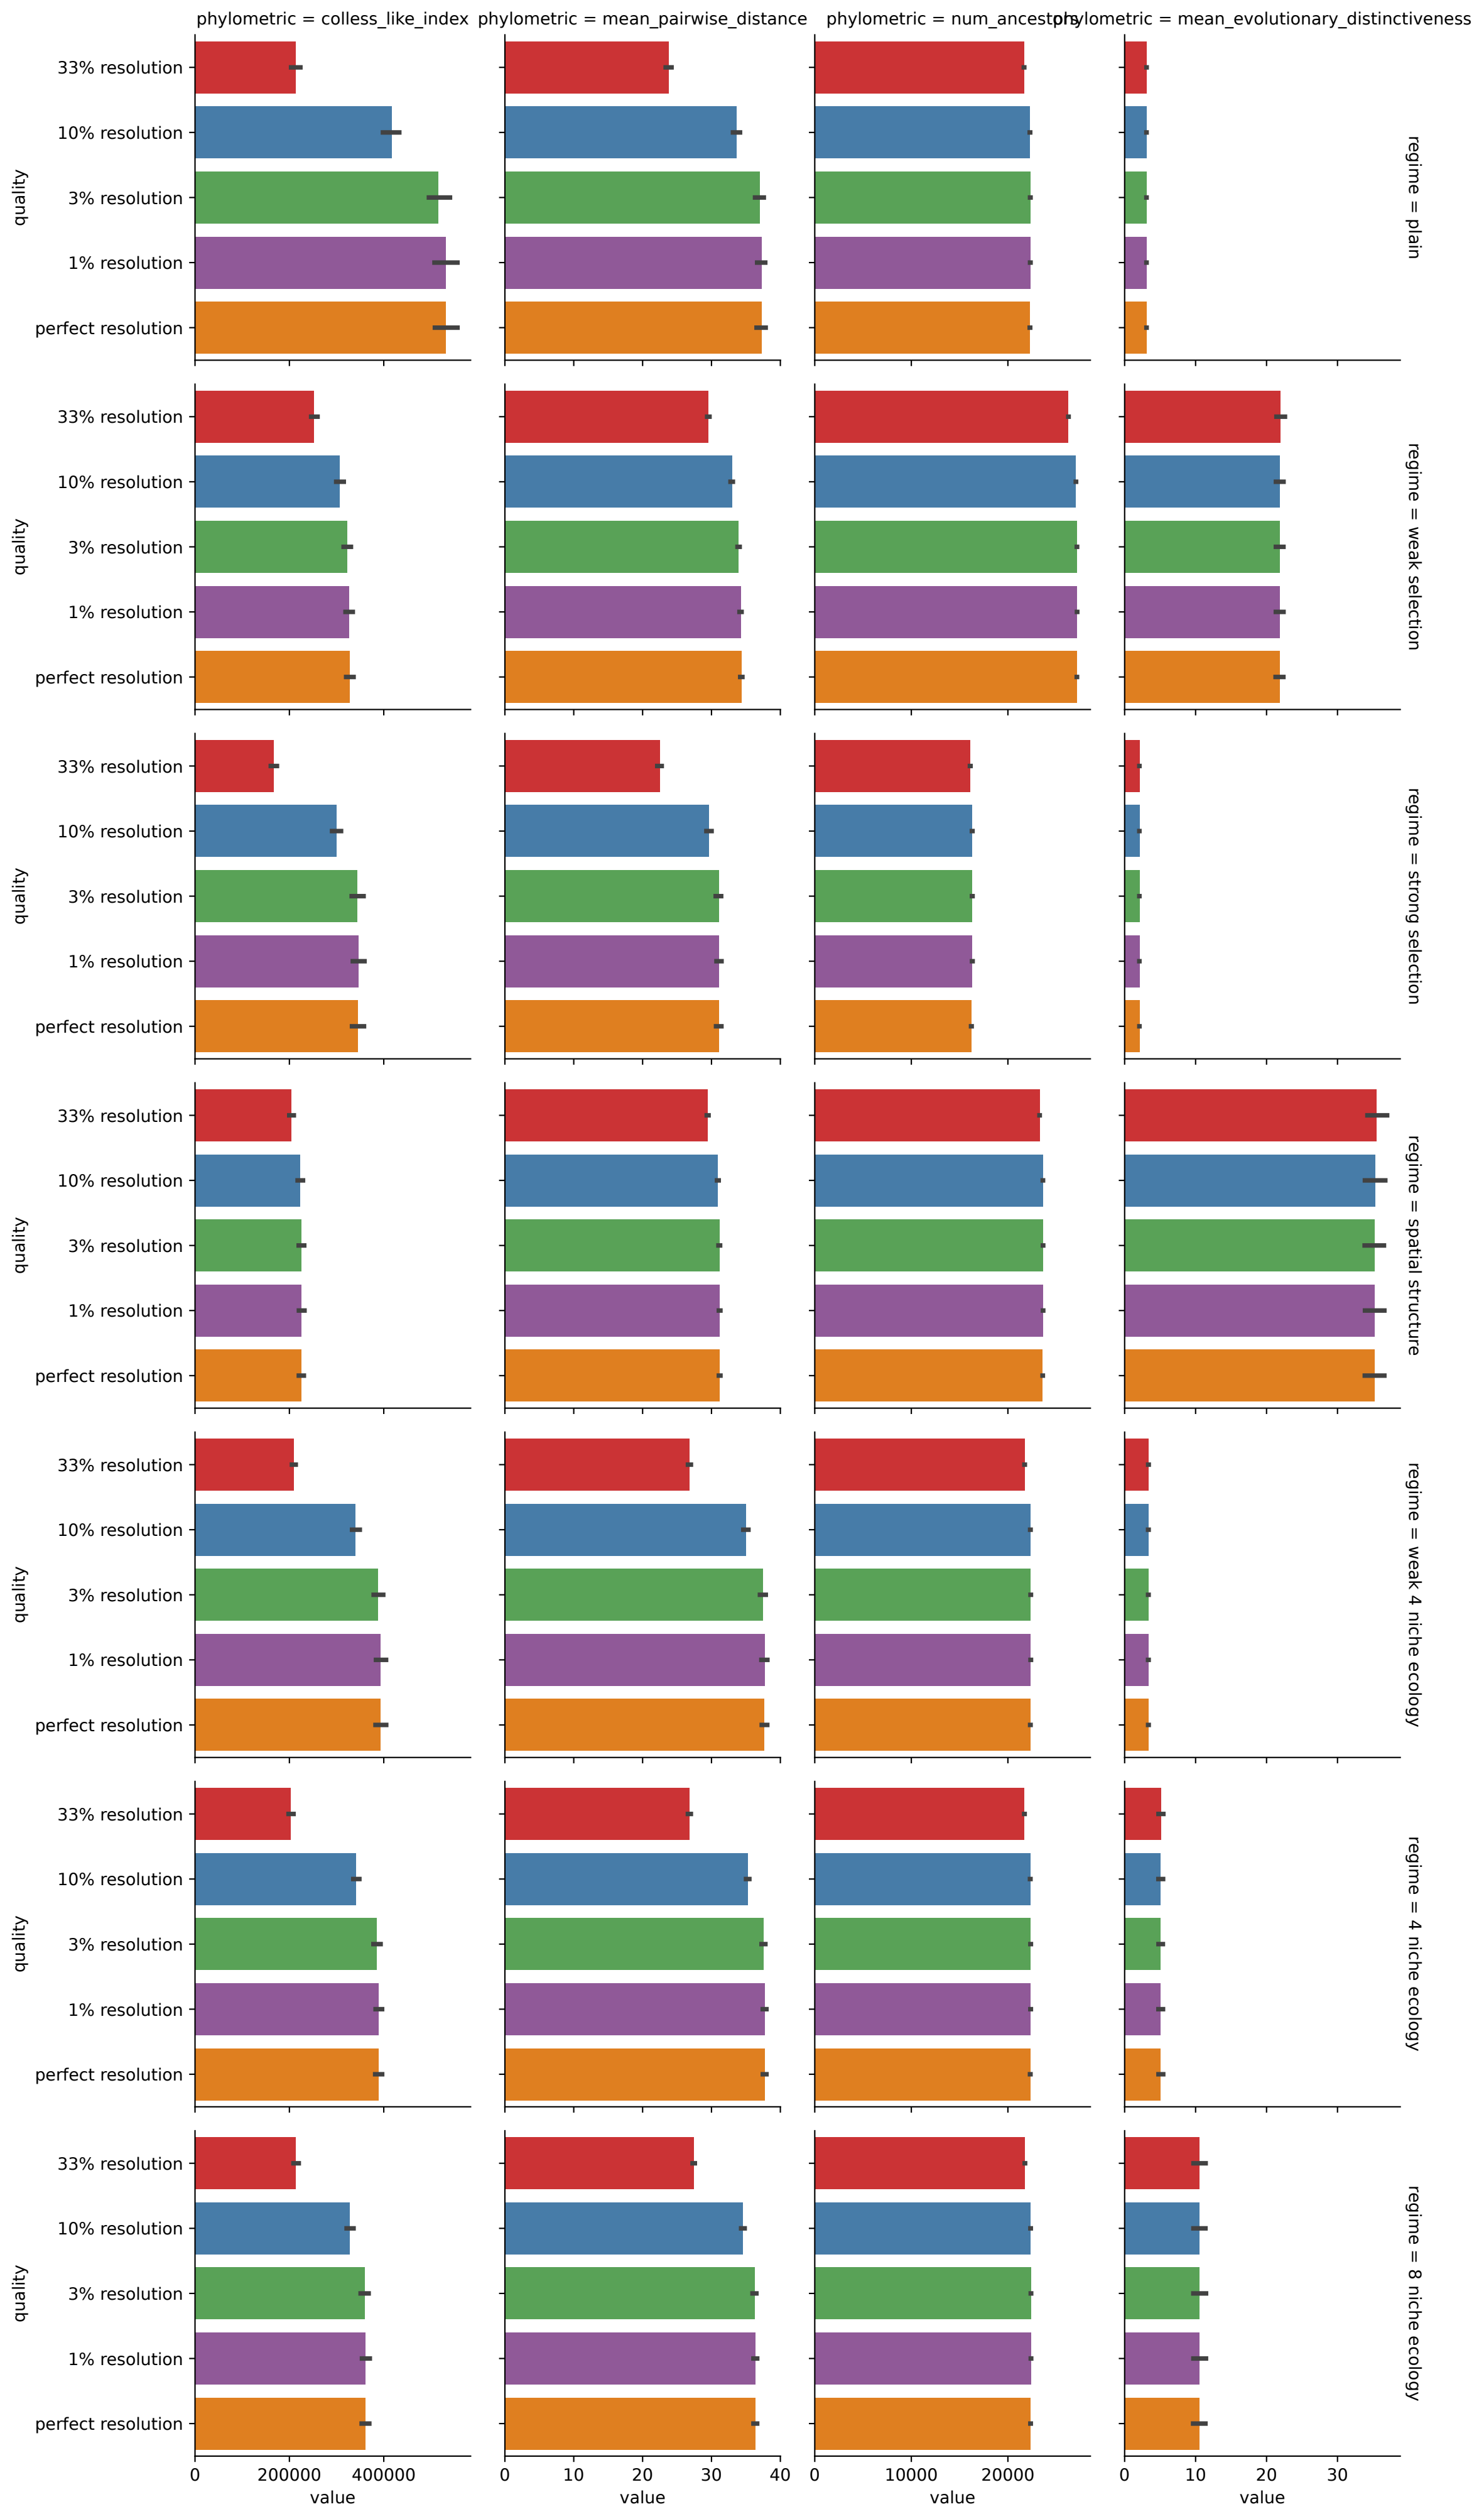 phylometric = colless_like_index
phylometric = mean_pairwise_distance
phylometric = num_ancestors
phylometric = mean_evolutionary_distinctiveness
quality
33% resolution
10% resolution
3% resolution
1% resolution
perfect resolution
regime = plain
quality
33% resolution
10% resolution
3% resolution
1% resolution
perfect resolution
regime = weak selection
quality
33% resolution
10% resolution
3% resolution
1% resolution
perfect resolution
regime = strong selection
quality
33% resolution
10% resolution
3% resolution
1% resolution
perfect resolution
regime = spatial structure
quality
33% resolution
10% resolution
3% resolution
1% resolution
perfect resolution
regime = weak 4 niche ecology
quality
33% resolution
10% resolution
3% resolution
1% resolution
perfect resolution
regime = 4 niche ecology
quality
33% resolution
10% resolution
3% resolution
1% resolution
perfect resolution
regime = 8 niche ecology
0 200000 400000
0 10 20 30 40
0 10000 20000
0 10 20 30
value
value
value
value